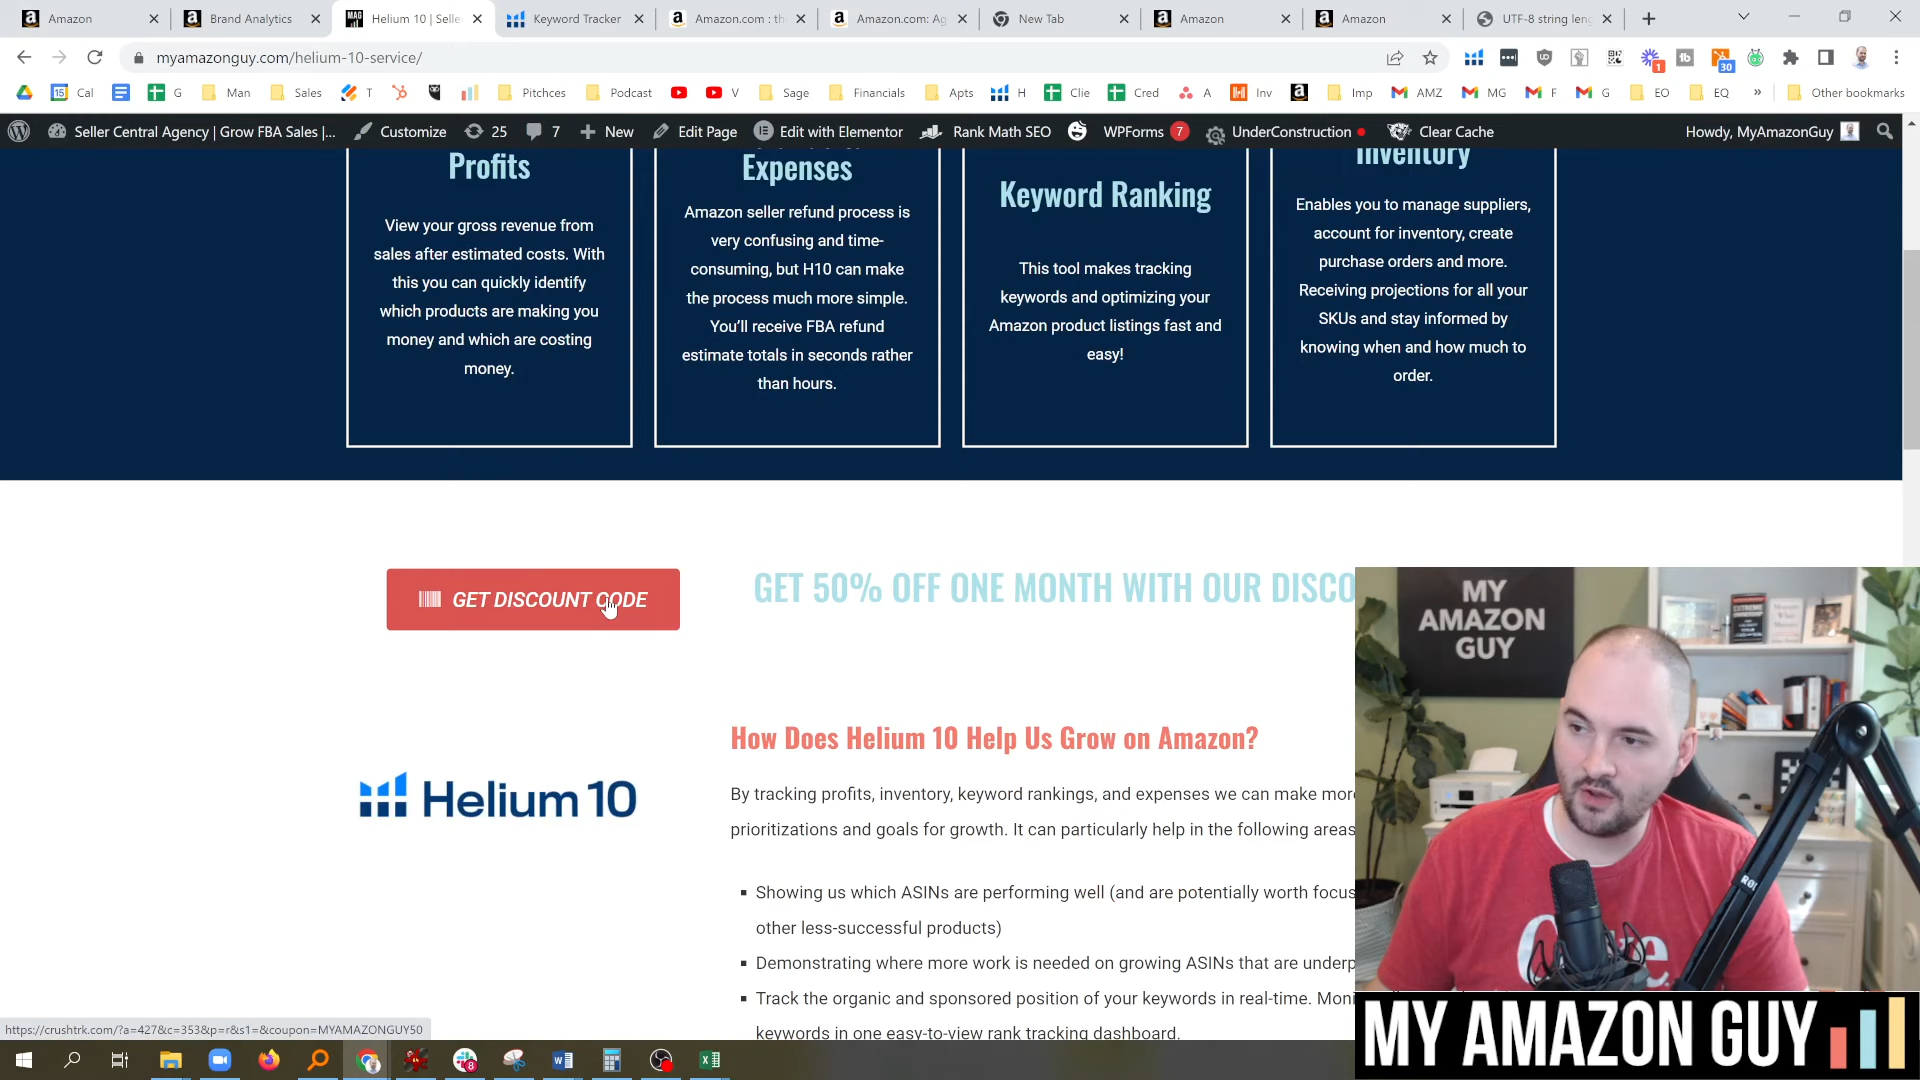 Amazon
Brand Analytics
Helium 10 | Selle
Keyword Tracker
Amazon.com : th
Amazon.com: Ag
New Tab
Amazon
Amazon
UTF-8 string leng
myamazonguy.com/helium-10-service/
1
30
15 Cal
G
Man
Sales
T
Pitchces
Podcast
V
Sage
Financials
Apts
H
Clie
Cred
A
Inv
Imp
AMZ
MG
F
G
EO
EQ
»
Other bookmarks
Seller Central Agency | Grow FBA Sales |...
Customize
25
7
New
Edit Page
Edit with Elementor
Rank Math SEO
WPForms 7
UnderConstruction
Clear Cache
Howdy, MyAmazonGuy
Profits
View your gross revenue from
sales after estimated costs. With
this you can quickly identify
which products are making you
money and which are costing
money.
Expenses
Amazon seller refund process is
very confusing and time-
consuming, but H10 can make
the process much more simple.
You’ll receive FBA refund
estimate totals in seconds rather
than hours.
Keyword Ranking
This tool makes tracking
keywords and optimizing your
Amazon product listings fast and
easy!
Inventory
Enables you to manage suppliers,
account for inventory, create
purchase orders and more.
Receiving projections for all your
SKUs and stay informed by
knowing when and how much to
order.
GET DISCOUNT CODE
GET 50% OFF ONE MONTH WITH OUR DISCO
Helium 10
How Does Helium 10 Help Us Grow on Amazon?
By tracking profits, inventory, keyword rankings, and expenses we can make more
prioritizations and goals for growth. It can particularly help in the following areas
Showing us which ASINs are performing well (and are potentially worth focus
other less-successful products)
Demonstrating where more work is needed on growing ASINs that are underp
Track the organic and sponsored position of your keywords in real-time. Moni
keywords in one easy-to-view rank tracking dashboard.
https://crushtrk.com/?a=427&c=353&p=r&s1=&coupon=MYAMAZONGUY50
MY
AMAZON
GUY
RODE
MY AMAZON GUY